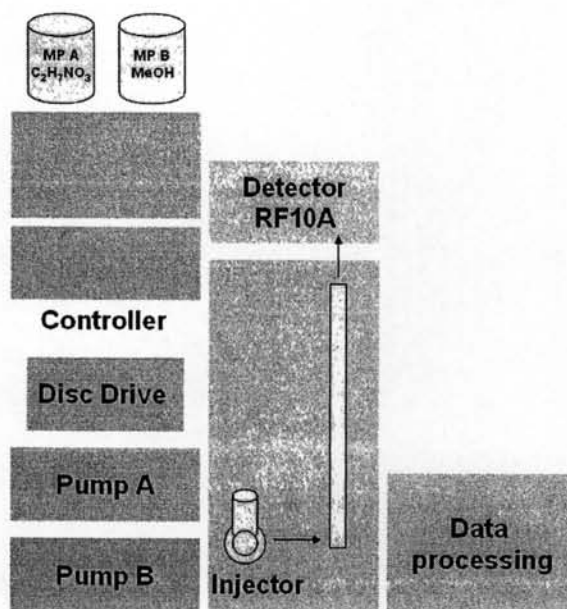 MP A
C₂H₇NO₃
MP B
MeOH
Detector
RF10A
Controller
Disc Drive
Pump A
Pump B
Injector
Data
processing